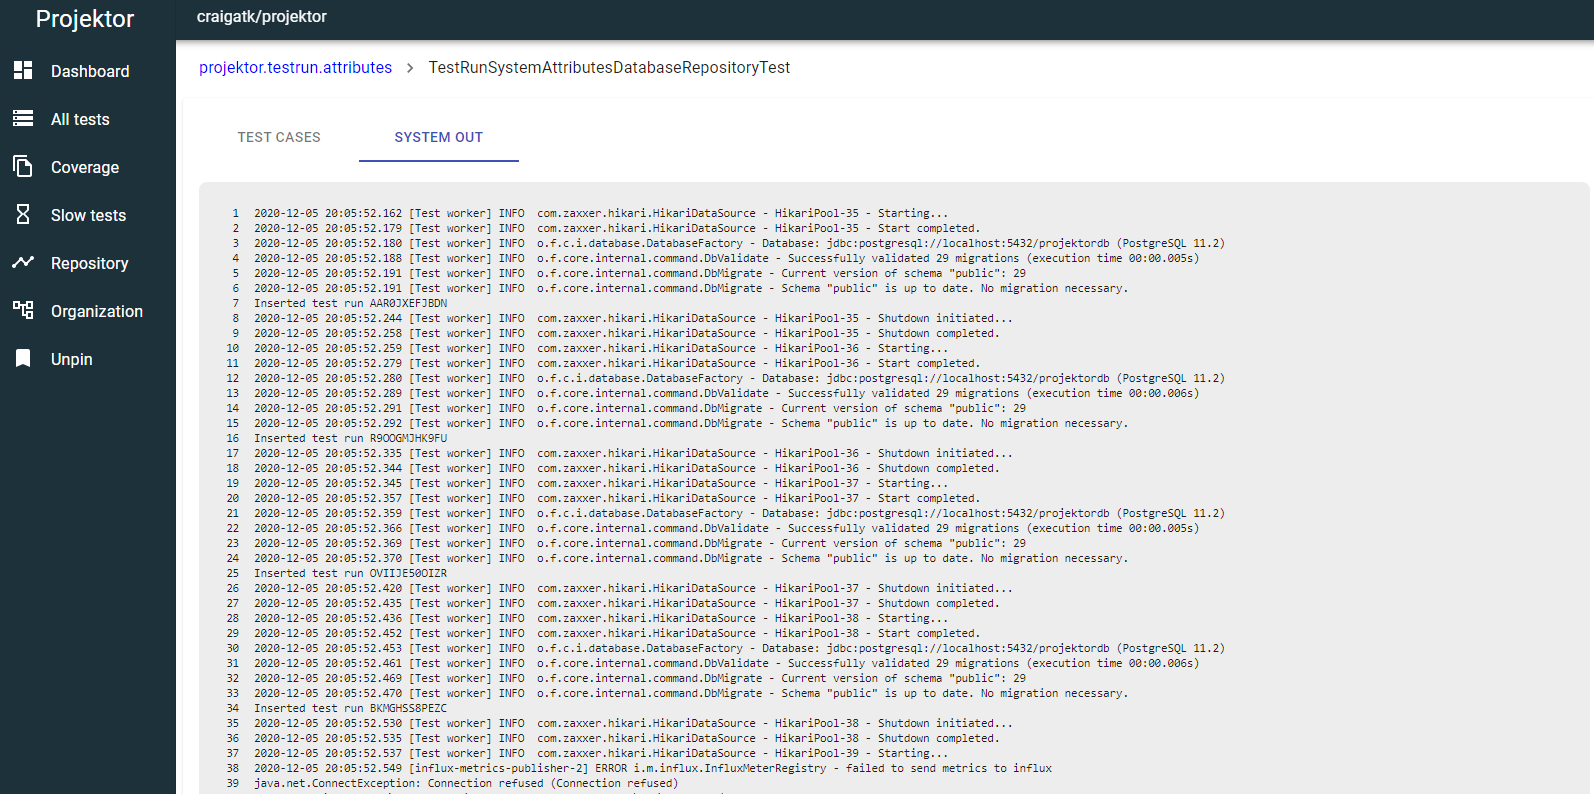 Projektor
craigatk/projektor
Dashboard
All tests
Coverage
Slow tests
Repository
Organization
Unpin
projektor.testrun.attributes > TestRunSystemAttributesDatabaseRepositoryTest
TEST CASES SYSTEM OUT
1 2020-12-05 20:05:52.162 [Test worker] INFO com.zaxxer.hikari.HikariDataSource - HikariPool-35 - Starting...
2 2020-12-05 20:05:52.179 [Test worker] INFO com.zaxxer.hikari.HikariDataSource - HikariPool-35 - Start completed.
3 2020-12-05 20:05:52.180 [Test worker] INFO o.f.c.i.database.DatabaseFactory - Database: jdbc:postgresql://localhost:5432/projektordb (PostgreSQL 11.2)
4 2020-12-05 20:05:52.188 [Test worker] INFO o.f.core.internal.command.DbValidate - Successfully validated 29 migrations (execution time 00:00.005s)
5 2020-12-05 20:05:52.191 [Test worker] INFO o.f.core.internal.command.DbMigrate - Current version of schema "public": 29
6 2020-12-05 20:05:52.191 [Test worker] INFO o.f.core.internal.command.DbMigrate - Schema "public" is up to date. No migration necessary.
7 Inserted test run AAR0JXEFJBDN
8 2020-12-05 20:05:52.244 [Test worker] INFO com.zaxxer.hikari.HikariDataSource - HikariPool-35 - Shutdown initiated...
9 2020-12-05 20:05:52.258 [Test worker] INFO com.zaxxer.hikari.HikariDataSource - HikariPool-35 - Shutdown completed.
10 2020-12-05 20:05:52.259 [Test worker] INFO com.zaxxer.hikari.HikariDataSource - HikariPool-36 - Starting...
11 2020-12-05 20:05:52.279 [Test worker] INFO com.zaxxer.hikari.HikariDataSource - HikariPool-36 - Start completed.
12 2020-12-05 20:05:52.280 [Test worker] INFO o.f.c.i.database.DatabaseFactory - Database: jdbc:postgresql://localhost:5432/projektordb (PostgreSQL 11.2)
13 2020-12-05 20:05:52.289 [Test worker] INFO o.f.core.internal.command.DbValidate - Successfully validated 29 migrations (execution time 00:00.006s)
14 2020-12-05 20:05:52.291 [Test worker] INFO o.f.core.internal.command.DbMigrate - Current version of schema "public": 29
15 2020-12-05 20:05:52.292 [Test worker] INFO o.f.core.internal.command.DbMigrate - Schema "public" is up to date. No migration necessary.
16 Inserted test run R9OOGMJHK9FU
17 2020-12-05 20:05:52.335 [Test worker] INFO com.zaxxer.hikari.HikariDataSource - HikariPool-36 - Shutdown initiated...
18 2020-12-05 20:05:52.344 [Test worker] INFO com.zaxxer.hikari.HikariDataSource - HikariPool-36 - Shutdown completed.
19 2020-12-05 20:05:52.345 [Test worker] INFO com.zaxxer.hikari.HikariDataSource - HikariPool-37 - Starting...
20 2020-12-05 20:05:52.357 [Test worker] INFO com.zaxxer.hikari.HikariDataSource - HikariPool-37 - Start completed.
21 2020-12-05 20:05:52.359 [Test worker] INFO o.f.c.i.database.DatabaseFactory - Database: jdbc:postgresql://localhost:5432/projektordb (PostgreSQL 11.2)
22 2020-12-05 20:05:52.366 [Test worker] INFO o.f.core.internal.command.DbValidate - Successfully validated 29 migrations (execution time 00:00.005s)
23 2020-12-05 20:05:52.369 [Test worker] INFO o.f.core.internal.command.DbMigrate - Current version of schema "public": 29
24 2020-12-05 20:05:52.370 [Test worker] INFO o.f.core.internal.command.DbMigrate - Schema "public" is up to date. No migration necessary.
25 Inserted test run OVIIJE50OIZR
26 2020-12-05 20:05:52.420 [Test worker] INFO com.zaxxer.hikari.HikariDataSource - HikariPool-37 - Shutdown initiated...
27 2020-12-05 20:05:52.435 [Test worker] INFO com.zaxxer.hikari.HikariDataSource - HikariPool-37 - Shutdown completed.
28 2020-12-05 20:05:52.436 [Test worker] INFO com.zaxxer.hikari.HikariDataSource - HikariPool-38 - Starting...
29 2020-12-05 20:05:52.452 [Test worker] INFO com.zaxxer.hikari.HikariDataSource - HikariPool-38 - Start completed.
30 2020-12-05 20:05:52.453 [Test worker] INFO o.f.c.i.database.DatabaseFactory - Database: jdbc:postgresql://localhost:5432/projektordb (PostgreSQL 11.2)
31 2020-12-05 20:05:52.461 [Test worker] INFO o.f.core.internal.command.DbValidate - Successfully validated 29 migrations (execution time 00:00.006s)
32 2020-12-05 20:05:52.469 [Test worker] INFO o.f.core.internal.command.DbMigrate - Current version of schema "public": 29
33 2020-12-05 20:05:52.470 [Test worker] INFO o.f.core.internal.command.DbMigrate - Schema "public" is up to date. No migration necessary.
34 Inserted test run BKMGHSS8PEZC
35 2020-12-05 20:05:52.530 [Test worker] INFO com.zaxxer.hikari.HikariDataSource - HikariPool-38 - Shutdown initiated...
36 2020-12-05 20:05:52.535 [Test worker] INFO com.zaxxer.hikari.HikariDataSource - HikariPool-38 - Shutdown completed.
37 2020-12-05 20:05:52.537 [Test worker] INFO com.zaxxer.hikari.HikariDataSource - HikariPool-39 - Starting...
38 2020-12-05 20:05:52.549 [influx-metrics-publisher-2] ERROR i.m.influx.InfluxMeterRegistry - failed to send metrics to influx
39 java.net.ConnectException: Connection refused (Connection refused)